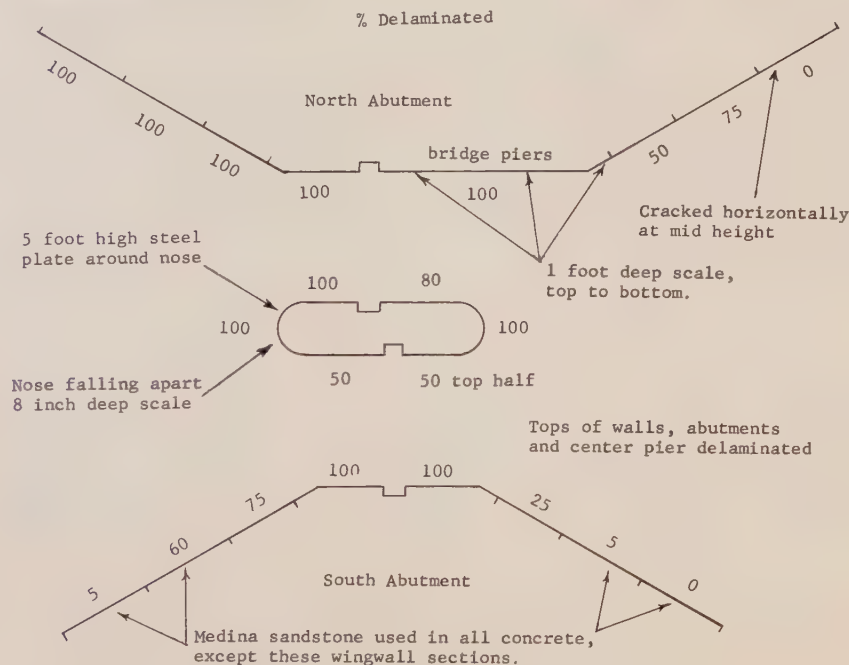 % Delaminated
100
100
100
North Abutment
100
bridge piers
100
50
75
0
Cracked horizontally
at mid height
1 foot deep scale,
top to bottom.
5 foot high steel
plate around nose
100
80
100
100
Nose falling apart
8 inch deep scale
50
50 top half
Tops of walls, abutments
and center pier delaminated
100
100
75
60
5
25
5
0
South Abutment
Medina sandstone used in all concrete,
except these wingwall sections.